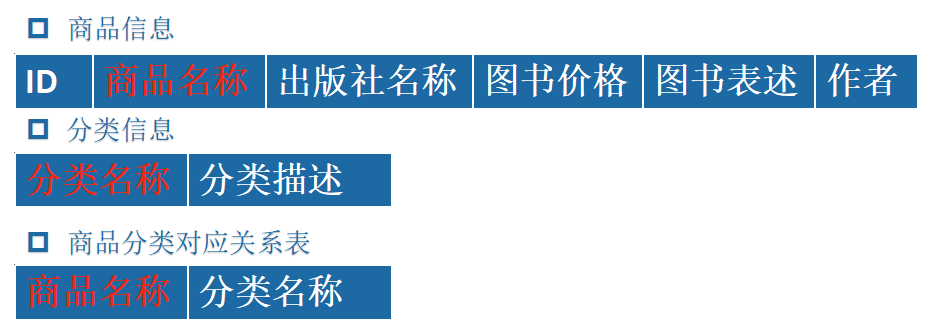 商品信息
ID 商品名称 出版社名称 图书价格 图书表述 作者
分类信息
分类名称 分类描述
商品分类对应关系表
商品名称 分类名称